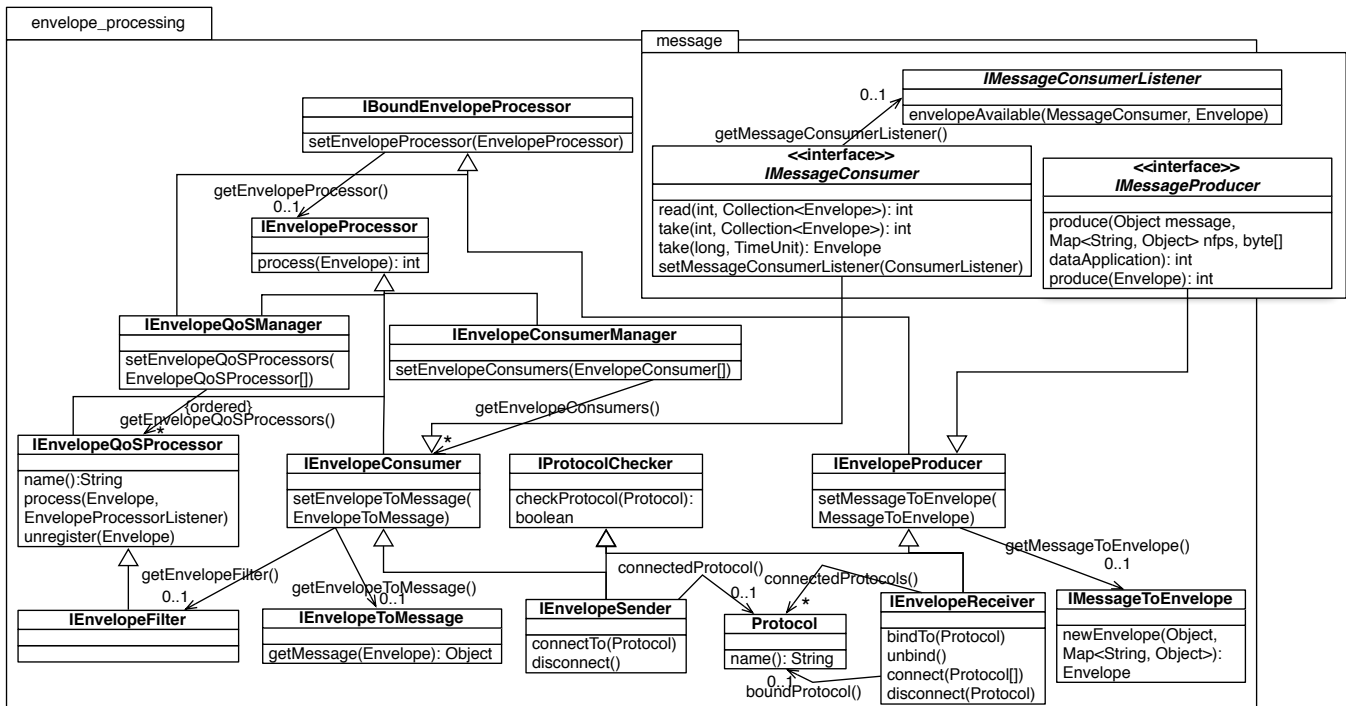 envelope_processing
message
IMessageConsumerListener
envelopeAvailable(MessageConsumer, Envelope)
0..1
getMessageConsumerListener()
IBoundEnvelopeProcessor
setEnvelopeProcessor(EnvelopeProcessor)
<<interface>>
IMessageConsumer
read(int, Collection<Envelope>): int
take(int, Collection<Envelope>): int
take(long, TimeUnit): Envelope
setMessageConsumerListener(ConsumerListener)
<<interface>>
IMessageProducer
produce(Object message,
Map<String, Object> nfps, byte[]
dataApplication): int
produce(Envelope): int
getEnvelopeProcessor()
0..1
IEnvelopeProcessor
process(Envelope): int
IEnvelopeQoSManager
setEnvelopeQoSProcessors(
EnvelopeQoSProcessor[])
IEnvelopeConsumerManager
setEnvelopeConsumers(EnvelopeConsumer[])
{ordered}
getEnvelopeQoSProcessors()
*
getEnvelopeConsumers()
*
IEnvelopeQoSProcessor
name():String
process(Envelope,
EnvelopeProcessorListener)
unregister(Envelope)
IEnvelopeConsumer
setEnvelopeToMessage(
EnvelopeToMessage)
IProtocolChecker
checkProtocol(Protocol):
boolean
IEnvelopeProducer
setMessageToEnvelope(
MessageToEnvelope)
getEnvelopeFilter()
0..1
getEnvelopeToMessage()
0..1
connectedProtocol()
0..1
connectedProtocols()
*
getMessageToEnvelope()
0..1
IEnvelopeFilter
IEnvelopeToMessage
getMessage(Envelope): Object
IEnvelopeSender
connectTo(Protocol)
disconnect()
Protocol
name(): String
0..1
boundProtocol()
IEnvelopeReceiver
bindTo(Protocol)
unbind()
connect(Protocol[])
disconnect(Protocol)
IMessageToEnvelope
newEnvelope(Object,
Map<String, Object>):
Envelope